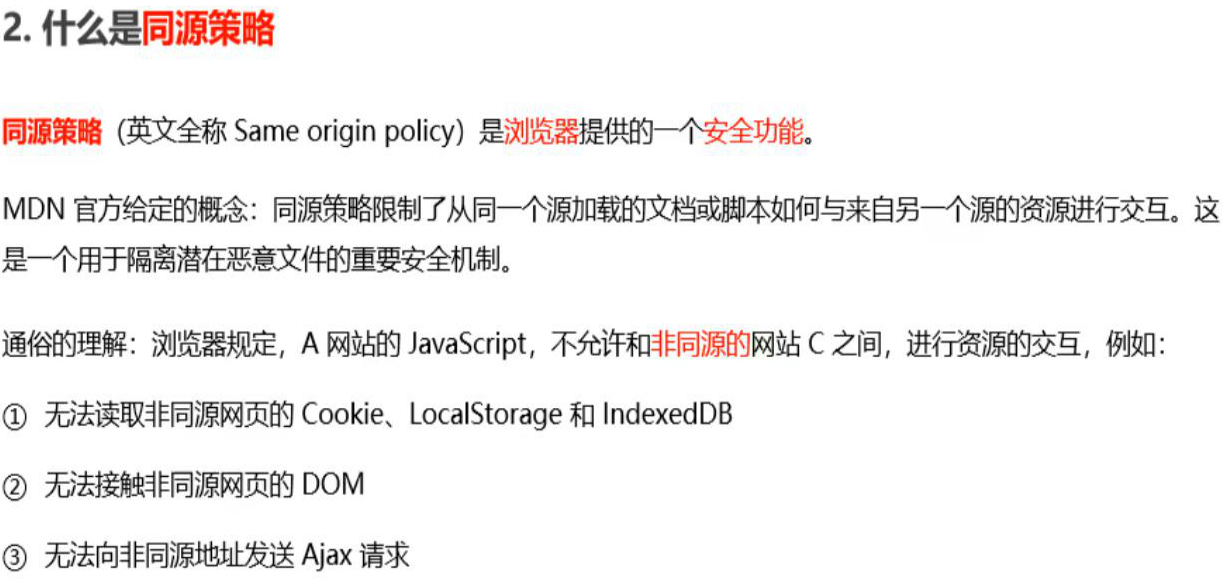 2. 什么是同源策略
同源策略（英文全称 Same origin policy）是浏览器提供的一个安全功能。
MDN 官方给定的概念：同源策略限制了从同一个源加载的文档或脚本如何与来自另一个源的资源进行交互。这
是一个用于隔离潜在恶意文件的重要安全机制。
通俗的理解：浏览器规定，A 网站的 JavaScript，不允许和非同源的网站 C 之间，进行资源的交互，例如：
① 无法读取非同源网页的 Cookie、LocalStorage 和 IndexedDB
② 无法接触非同源网页的 DOM
③ 无法向非同源地址发送 Ajax 请求